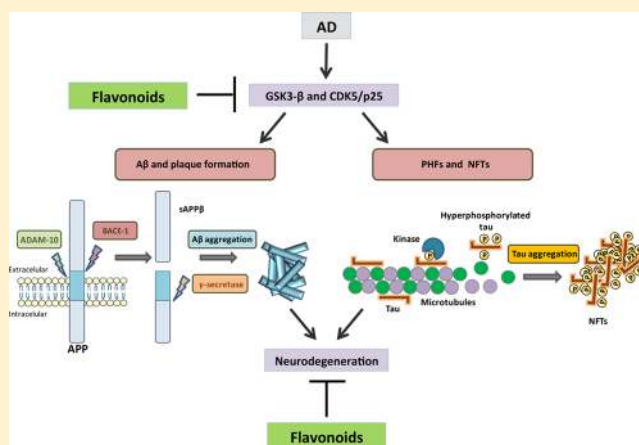 AD
Flavonoids
GSK3-β and CDK5/p25
Aβ and plaque formation
PHFs and NFTs
sAPPβ
ADAM-10
BACE-1
Aβ aggregation
Extracelular
γ-secretase
Intracelular
APP
Hyperphosphorylated
tau
Kinase
P
P
P
P
P
Tau aggregation
Microtubules
Tau
NFTs
Neurodegeneration
Flavonoids